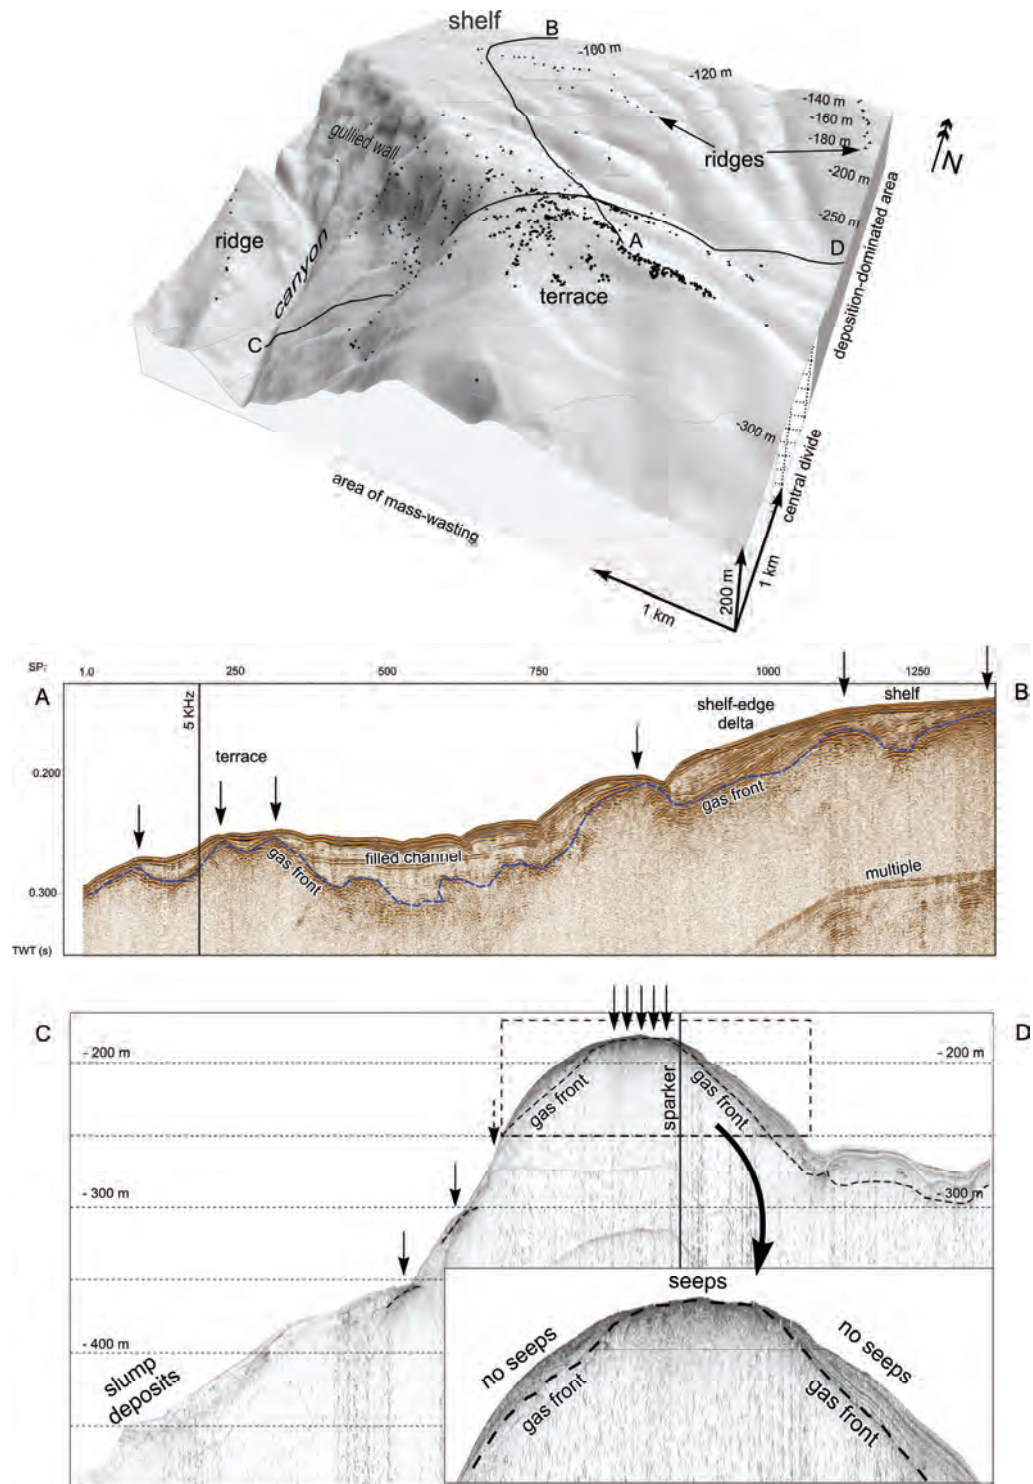 shelf
B
-100 m
-120 m
-140 m
-160 m
-180 m
-200 m
-250 m
ridges
N
gullied wall
ridge
canyon
A
D
terrace
C
deposition-dominated area
-300 m
central divide
area of mass-wasting
1 km
200 m
1 km
SP:
1.0
250
500
750
1000
1250
A
B
5 KHz
shelf-edge
delta
shelf
terrace
0.200
gas front
gas front
filled channel
multiple
0.300
TWT (s)
C
D
- 200 m
- 200 m
gas front
sparker
gas front
- 300 m
- 300 m
seeps
- 400 m
no seeps
no seeps
slump
deposits
gas front
gas front